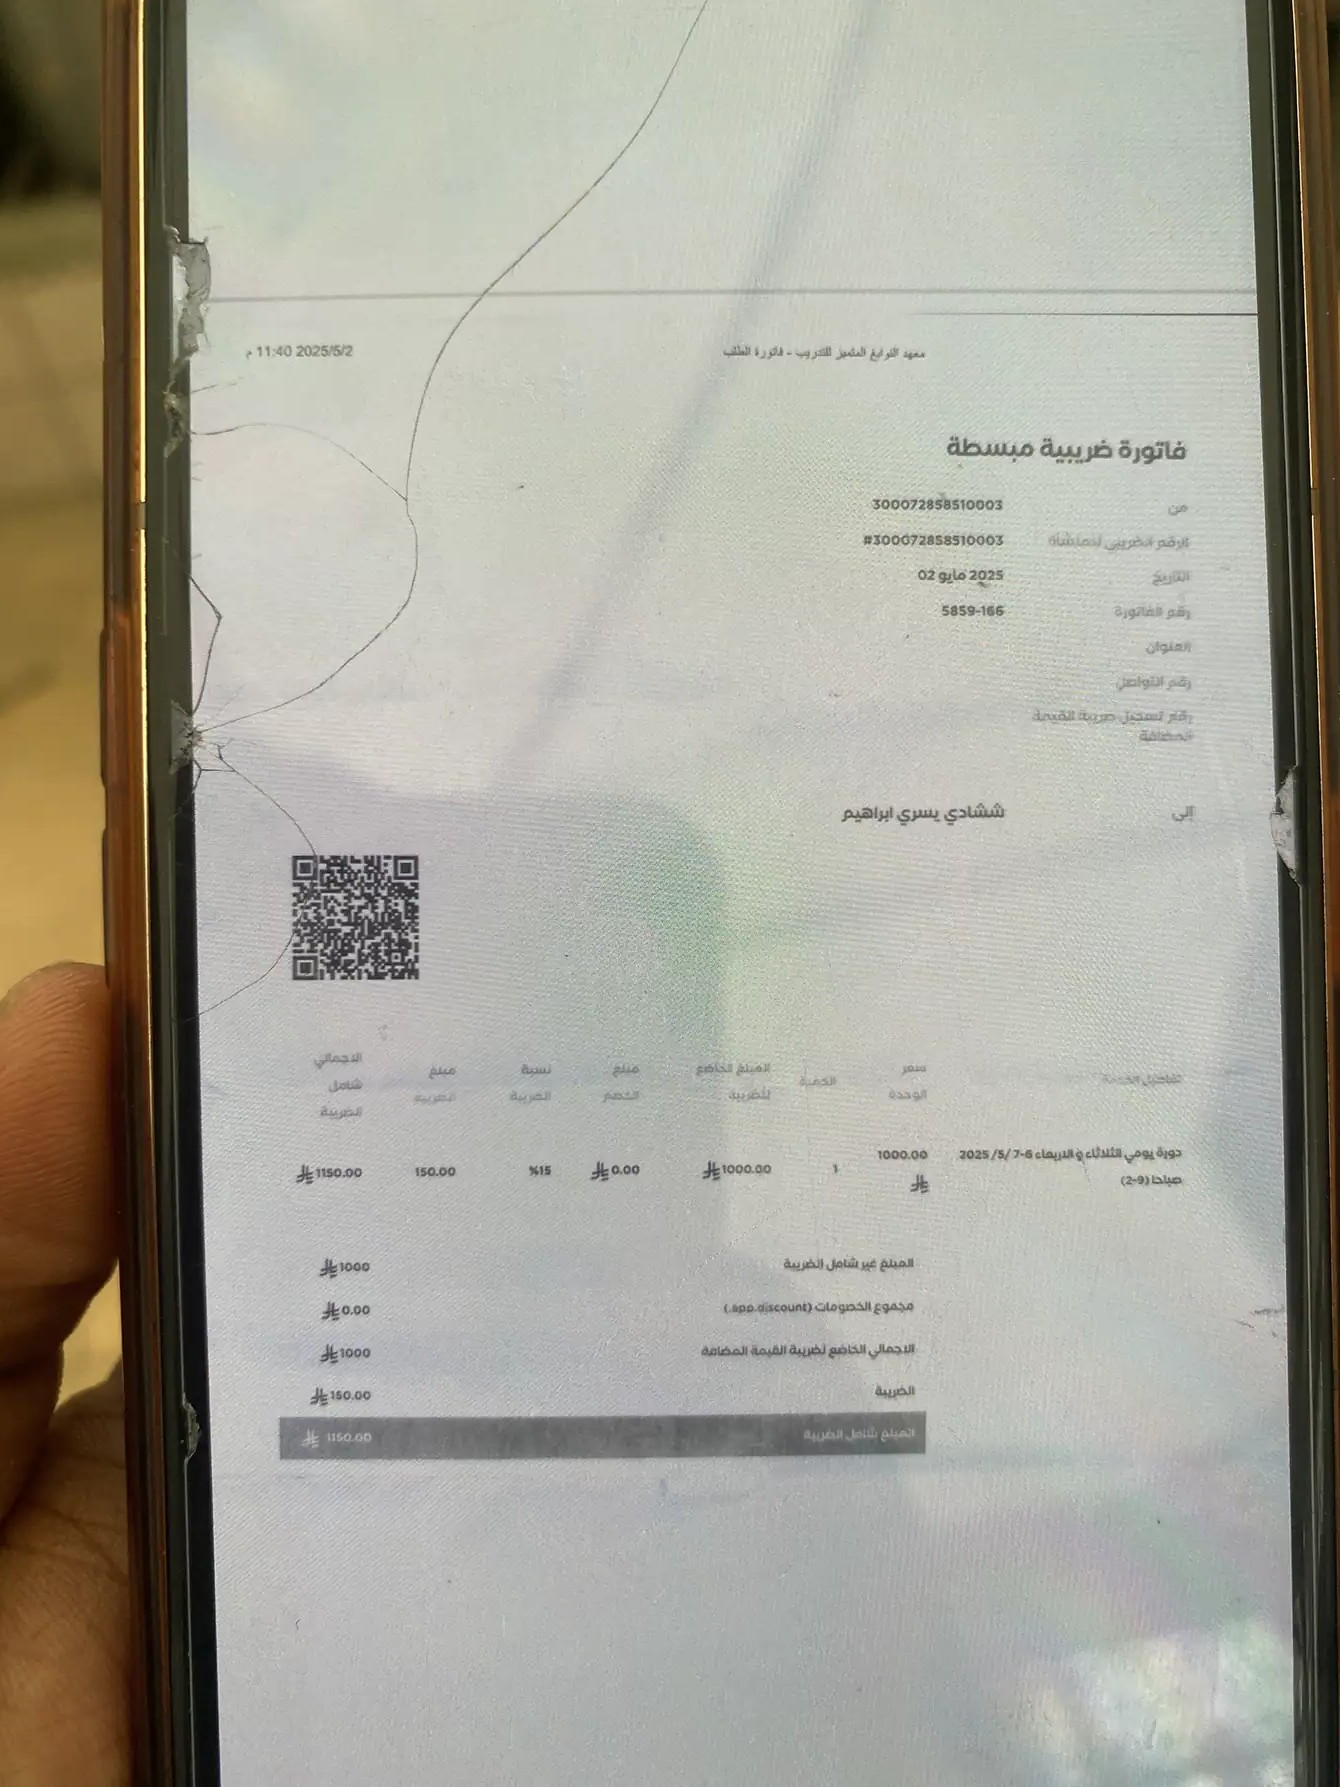 معهد النوابغ المتميز للتدريب - فاتورة الطلب 2025/5/2 11:40 م
فاتورة ضريبية مبسطة
من 300072858510003
الرقم الضريبي للمنشأة #300072858510003
التاريخ 02 مايو 2025
رقم الفاتورة 5859-166
العنوان
رقم التواصل
رقم تسجيل ضريبة القيمة
المضافة
إلى ششادي يسري ابراهيم
تفاصيل الخدمة سعر الوحدة الكمية المبلغ الخاضع للضريبة مبلغ الخصم نسبة الضريبة مبلغ الضريبة الاجمالي شامل الضريبة
دورة يومي الثلاثاء و الاربعاء 6-7 /5/ 2025 صباحا (9-2) 1000.00 1 1000.00 0.00 %15 150.00 1150.00
المبلغ غير شامل الضريبة 1000
مجموع الخصومات (app.discount.) 0.00
الاجمالي الخاضع لضريبة القيمة المضافة 1000
الضريبة 150.00
المبلغ شامل الضريبة 1150.00